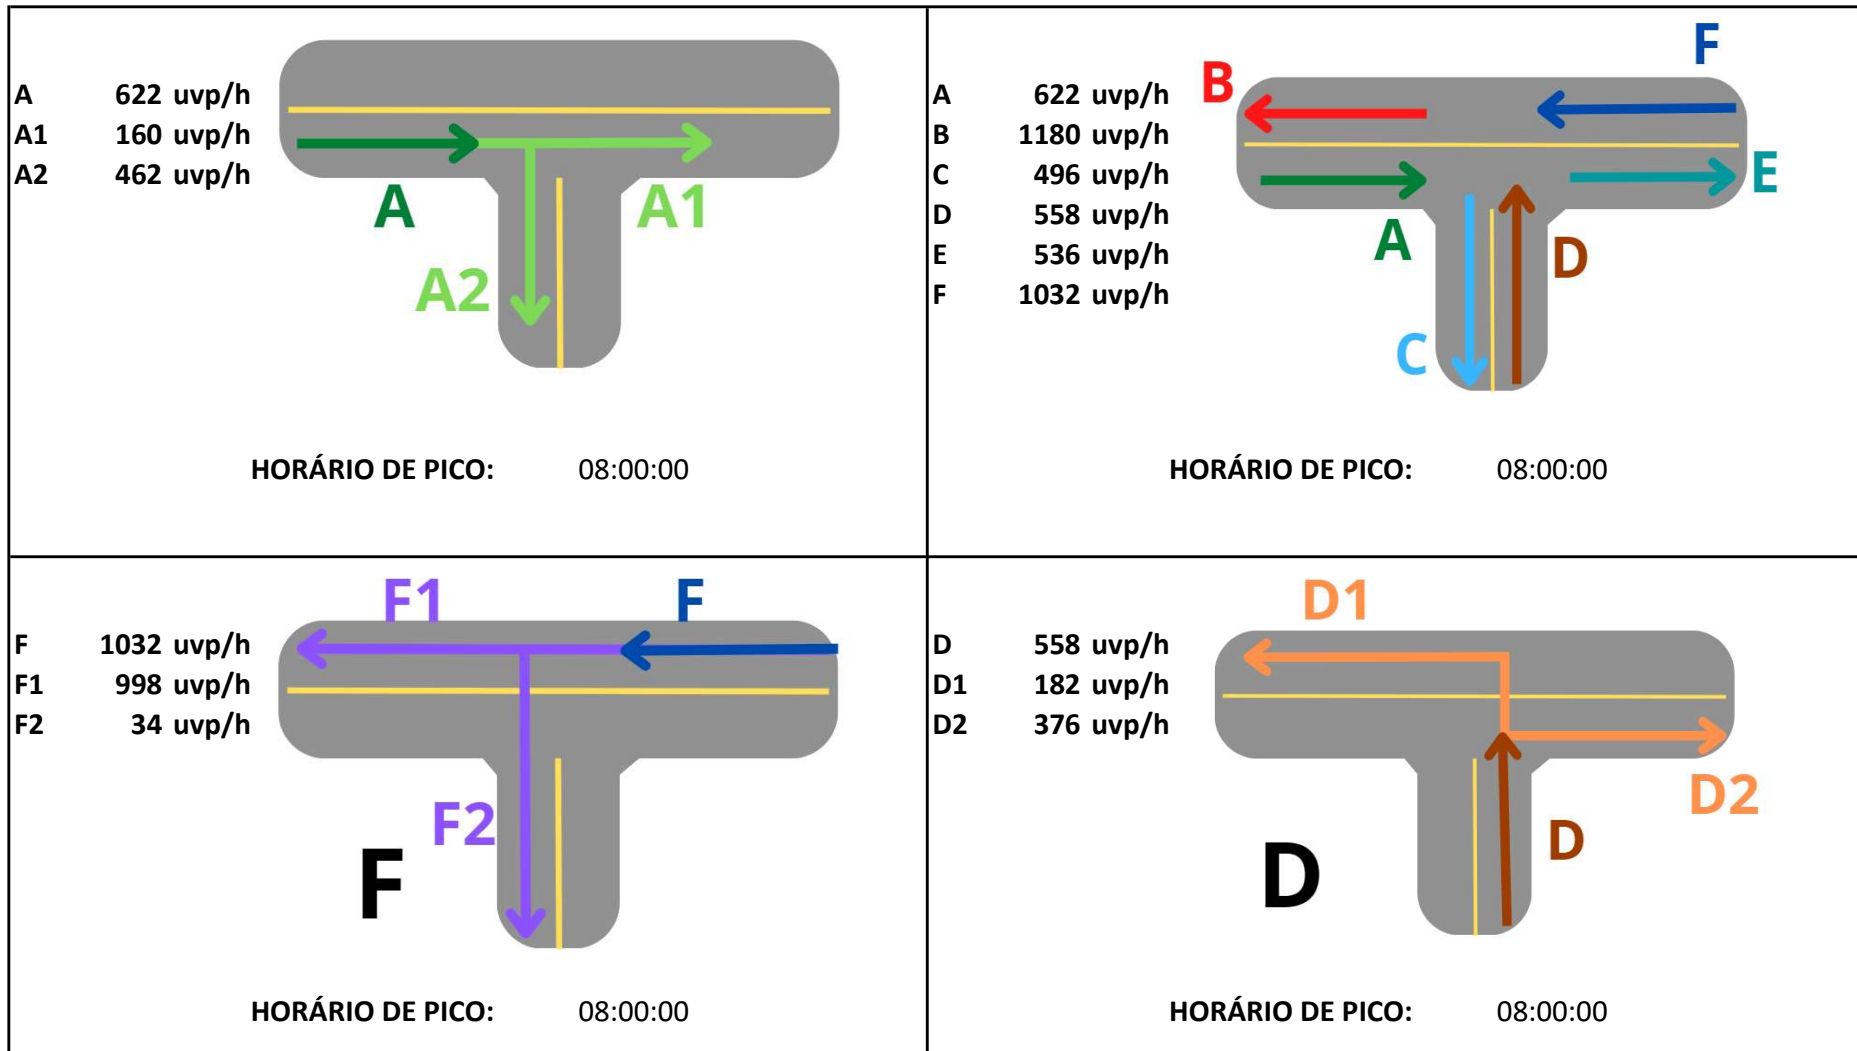 A 622 uvp/h
A1 160 uvp/h
A2 462 uvp/h
A
A1
A2
HORÁRIO DE PICO: 08:00:00
A 622 uvp/h
B 1180 uvp/h
C 496 uvp/h
D 558 uvp/h
E 536 uvp/h
F 1032 uvp/h
F
B
E
A
D
C
HORÁRIO DE PICO: 08:00:00
F 1032 uvp/h
F1 998 uvp/h
F2 34 uvp/h
F1
F
F2
F
HORÁRIO DE PICO: 08:00:00
D 558 uvp/h
D1 182 uvp/h
D2 376 uvp/h
D1
D2
D
D
HORÁRIO DE PICO: 08:00:00